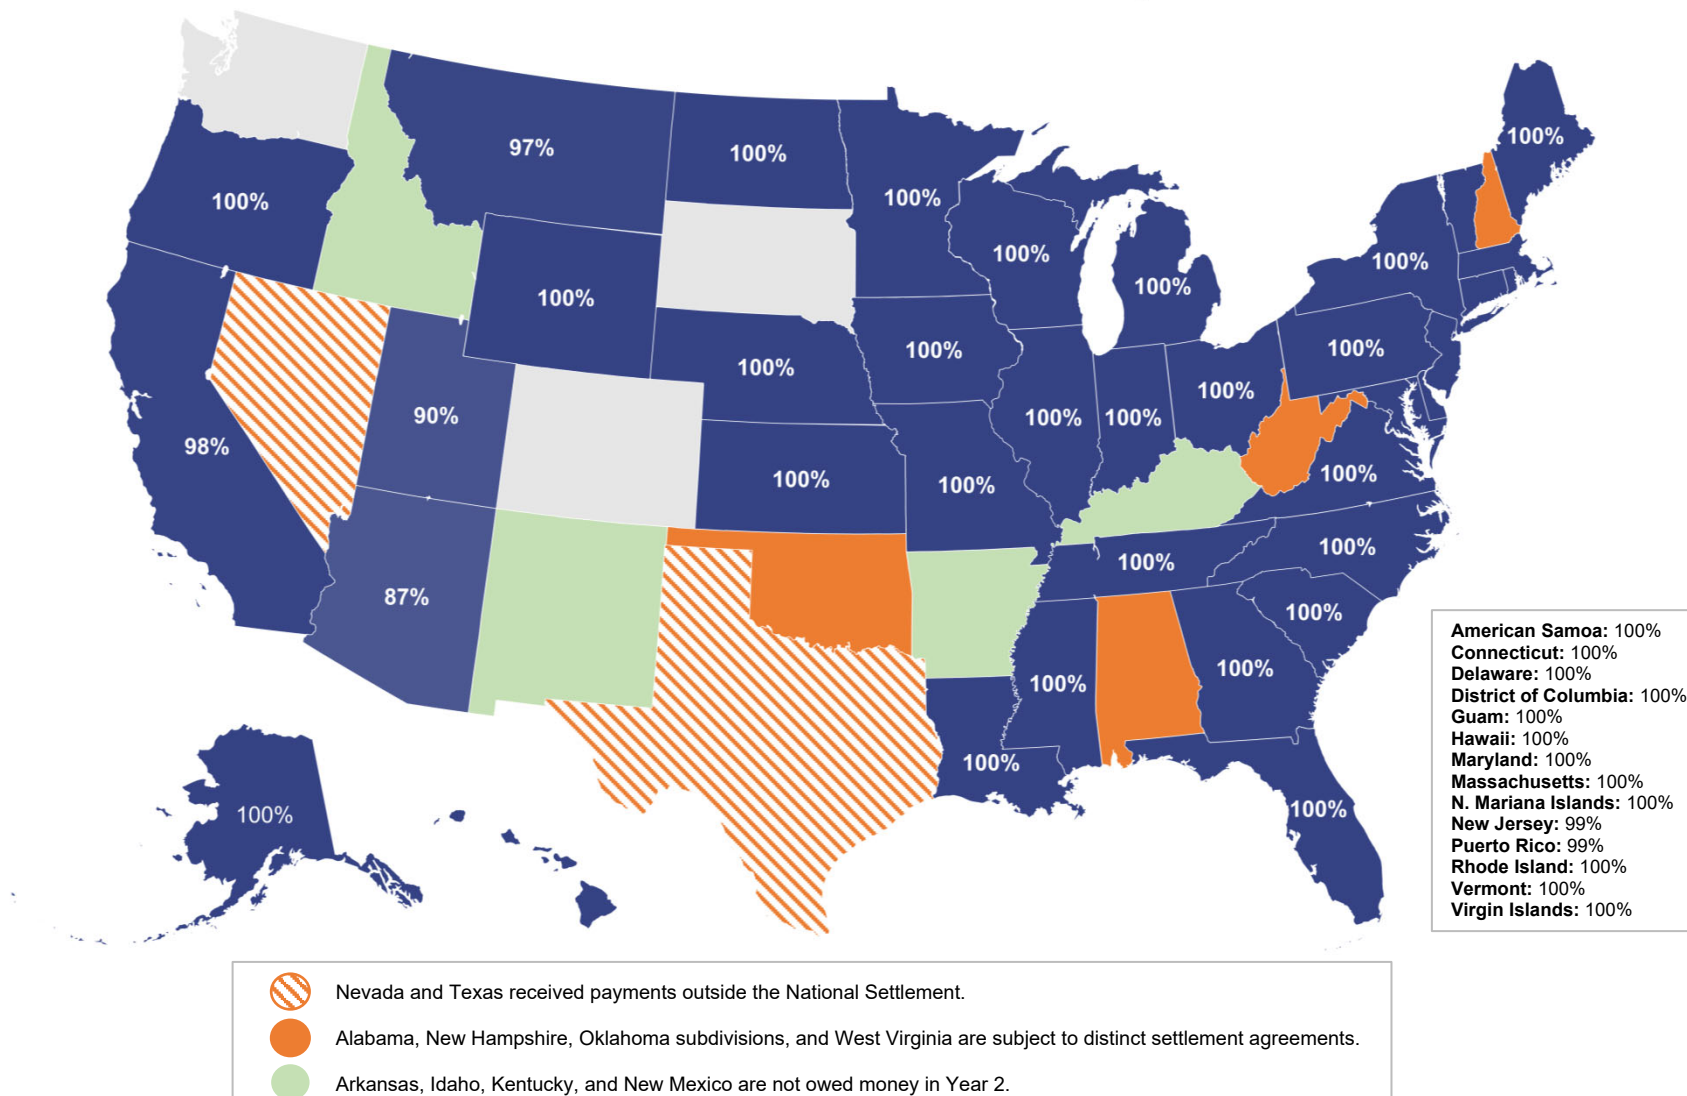 100%
97%
100%
100%
100%
100%
100%
100%
100%
100%
100%
100%
100%
100%
90%
98%
100%
100%
100%
100%
100%
100%
100%
100%
87%
100%
100%
100%
100%
100%
100%
American Samoa: 100%
Connecticut: 100%
Delaware: 100%
District of Columbia: 100%
Guam: 100%
Hawaii: 100%
Maryland: 100%
Massachusetts: 100%
N. Mariana Islands: 100%
New Jersey: 99%
Puerto Rico: 99%
Rhode Island: 100%
Vermont: 100%
Virgin Islands: 100%
Nevada and Texas received payments outside the National Settlement.
Alabama, New Hampshire, Oklahoma subdivisions, and West Virginia are subject to distinct settlement agreements.
Arkansas, Idaho, Kentucky, and New Mexico are not owed money in Year 2.